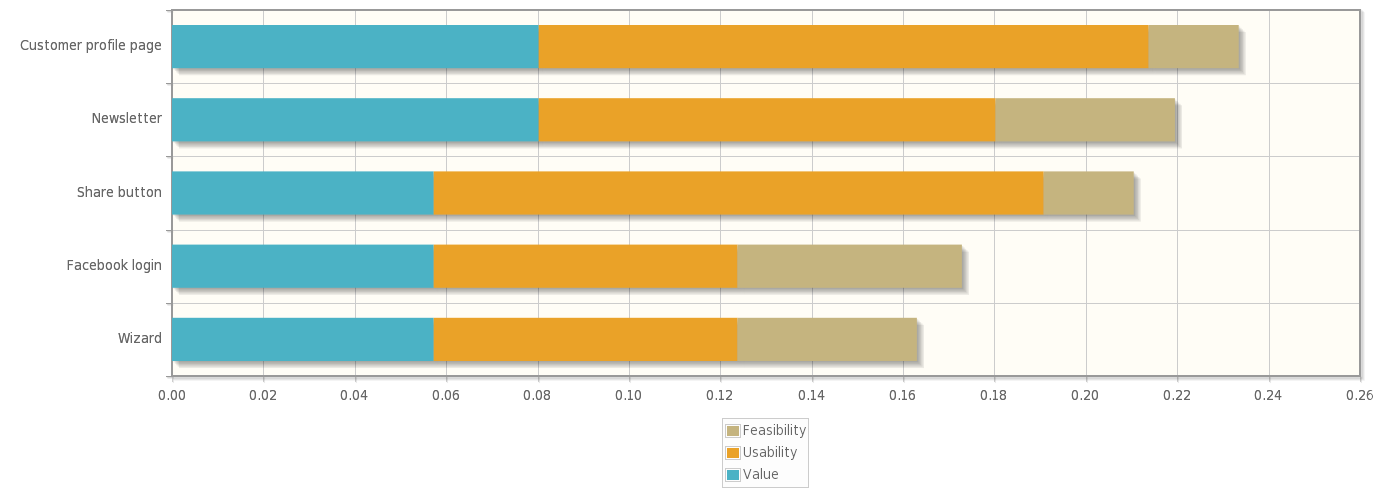 Customer profile page
Newsletter
Share button
Facebook login
Wizard
0.00 0.02 0.04 0.06 0.08 0.10 0.12 0.14 0.16 0.18 0.20 0.22 0.24 0.26
Feasibility
Usability
Value